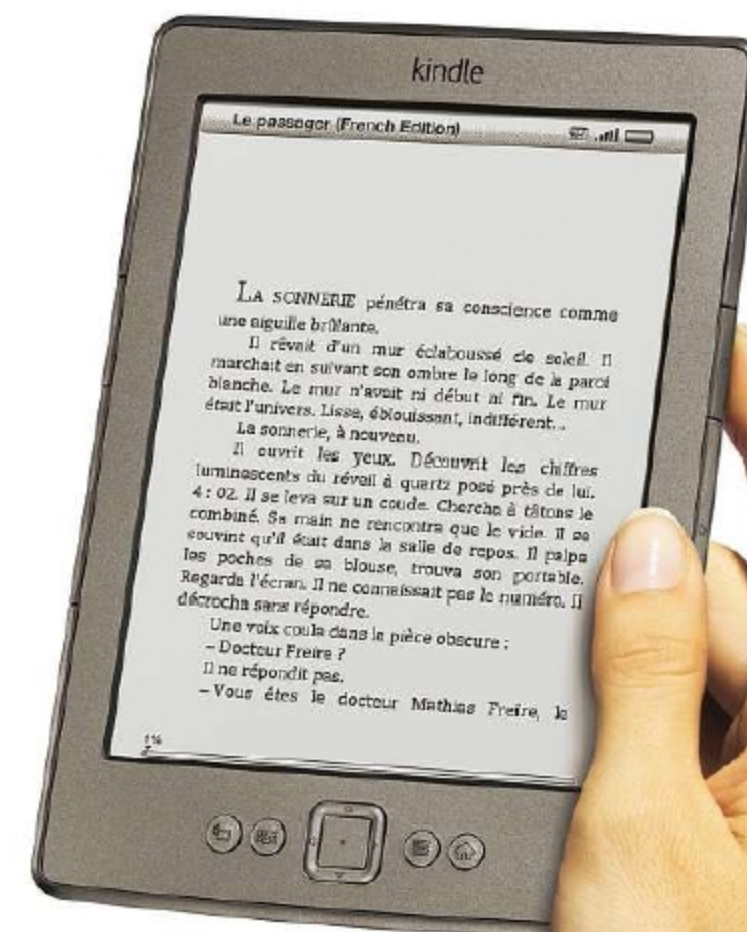 kindle
Le passager (French Edition)
LA SONNERIE pénétra sa conscience comme
une aiguille brûlante.
Il rêvait d'un mur éclaboussé de soleil. Il
marchait en suivant son ombre le long de la paroi
blanche. Le mur n'avait ni début ni fin. Le mur
était l'univers. Lisse, éblouissant, indifférent...
La sonnerie, à nouveau.
Il ouvrit les yeux. Découvrit les chiffres
luminescents du réveil à quartz posé près de lui.
4 : 02. Il se leva sur un coude. Chercha à tâtons le
combiné. Sa main ne rencontra que le vide. Il se
souvint qu'il était dans la salle de repos. Il palpa
les poches de sa blouse, trouva son portable.
Regarda l'écran. Il ne connaissait pas le numéro. Il
décrocha sans répondre.
Une voix coula dans la pièce obscure :
– Docteur Freire ?
Il ne répondit pas.
– Vous êtes le docteur Mathias Freire, le
1%